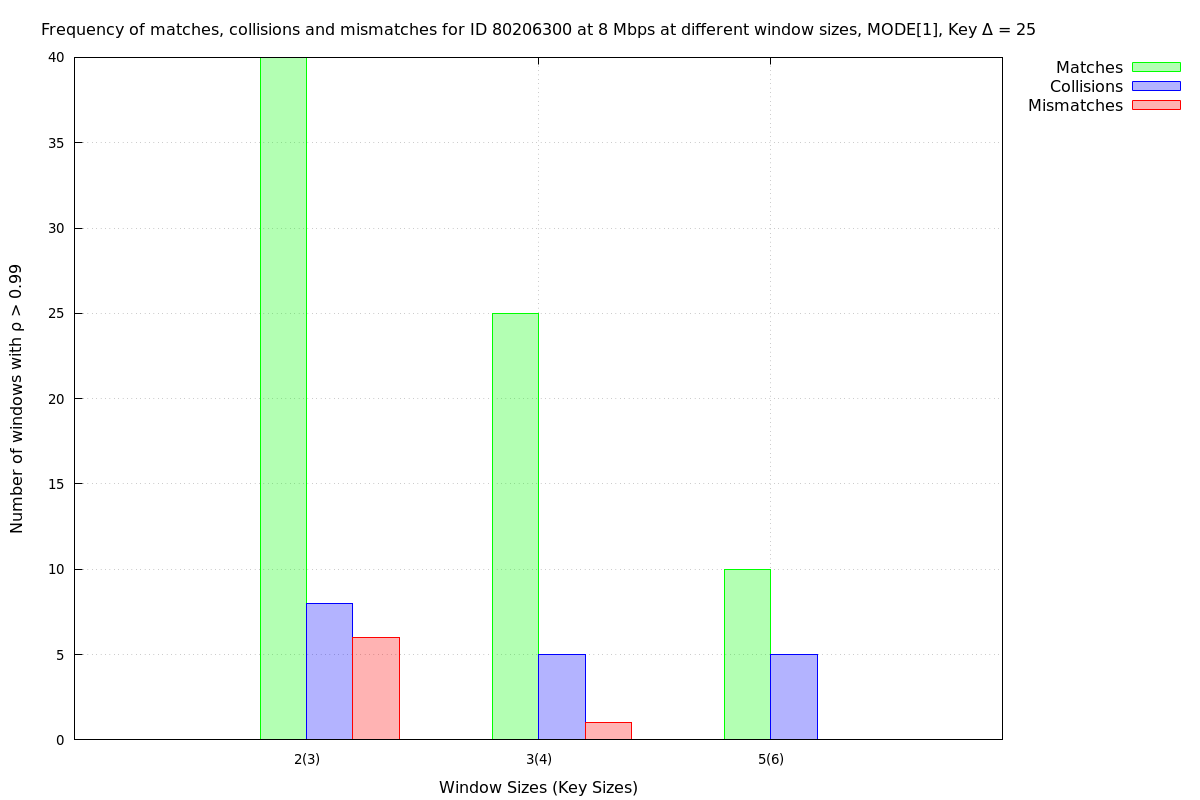 Frequency of matches, collisions and mismatches for ID 80206300 at 8 Mbps at different window sizes, MODE[1], Key Δ = 25
Matches
Collisions
Mismatches
Number of windows with ρ > 0.99
40
35
30
25
20
15
10
5
0
2(3) 3(4) 5(6)
Window Sizes (Key Sizes)